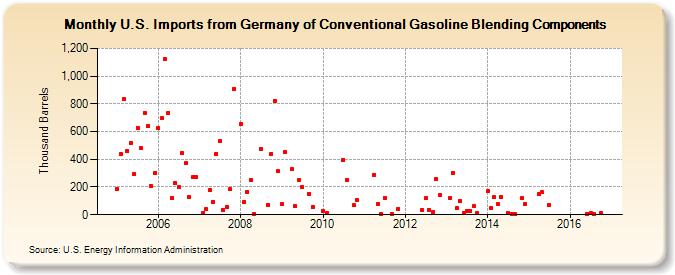 Monthly U.S. Imports from Germany of Conventional Gasoline Blending Components
Thousand Barrels
1,200
1,000
800
600
400
200
0
2006 2008 2010 2012 2014 2016
Source: U.S. Energy Information Administration